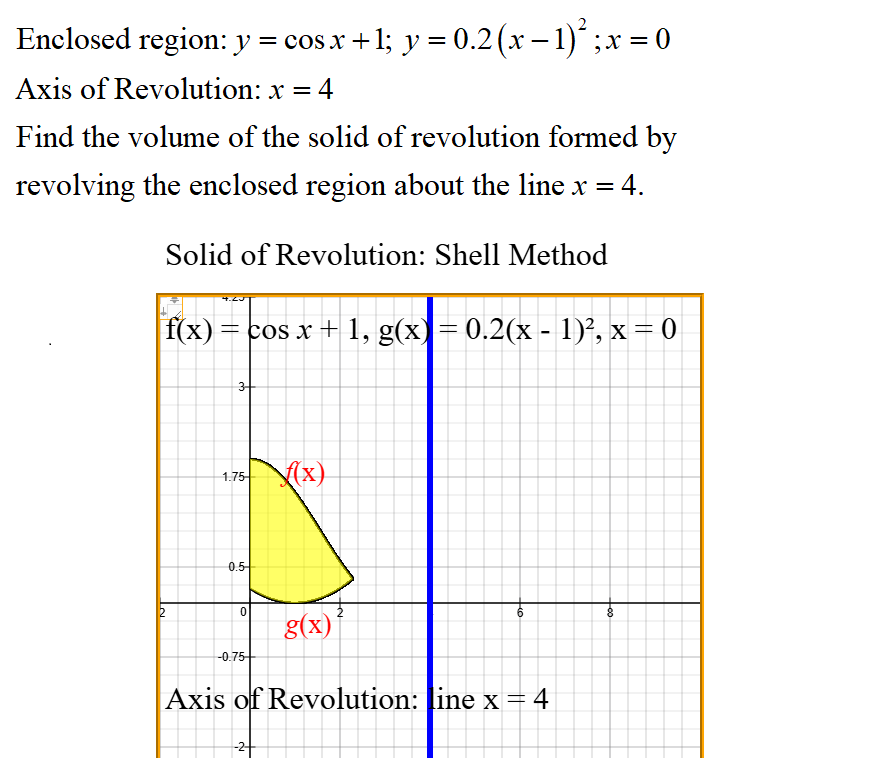 Enclosed region: y = cos x + 1; y = 0.2(x − 1)² ; x = 0
Axis of Revolution: x = 4
Find the volume of the solid of revolution formed by
revolving the enclosed region about the line x = 4.
Solid of Revolution: Shell Method
4.25
f(x) = cos x + 1, g(x) = 0.2(x - 1)², x = 0
3
1.75 f(x)
0.5
2 0 2 6 8
g(x)
-0.75
Axis of Revolution: line x = 4
-2